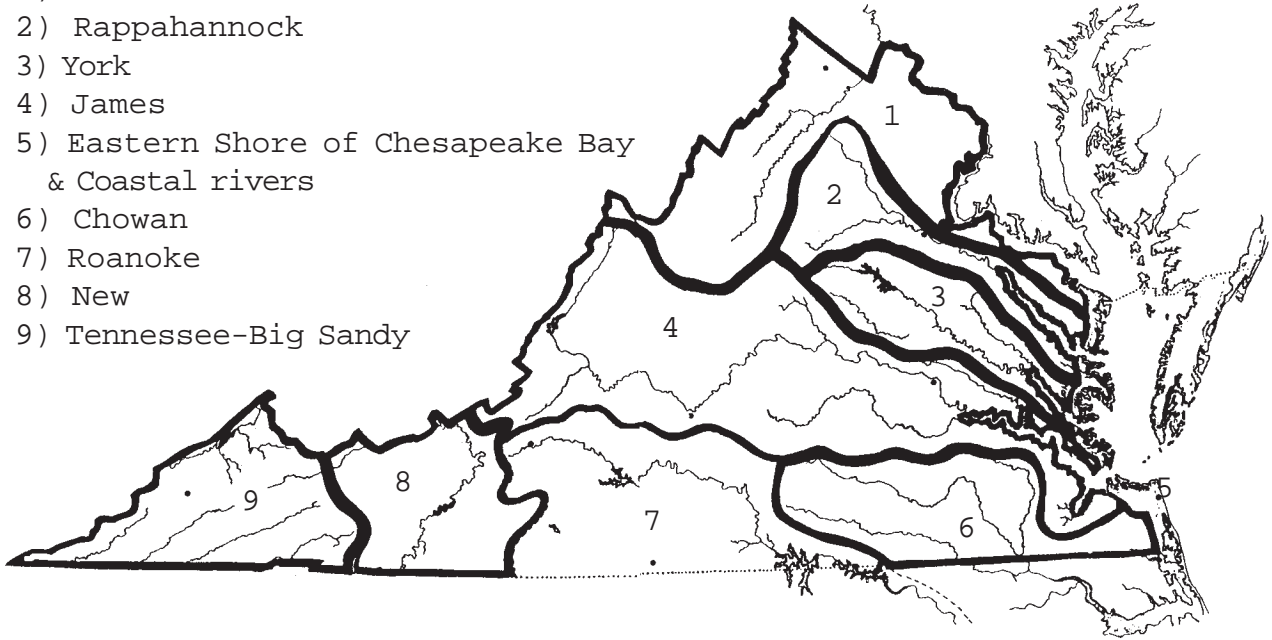 2) Rappahannock
3) York
4) James
5) Eastern Shore of Chesapeake Bay
& Coastal rivers
6) Chowan
7) Roanoke
8) New
9) Tennessee-Big Sandy
1
2
3
4
5
6
7
8
9